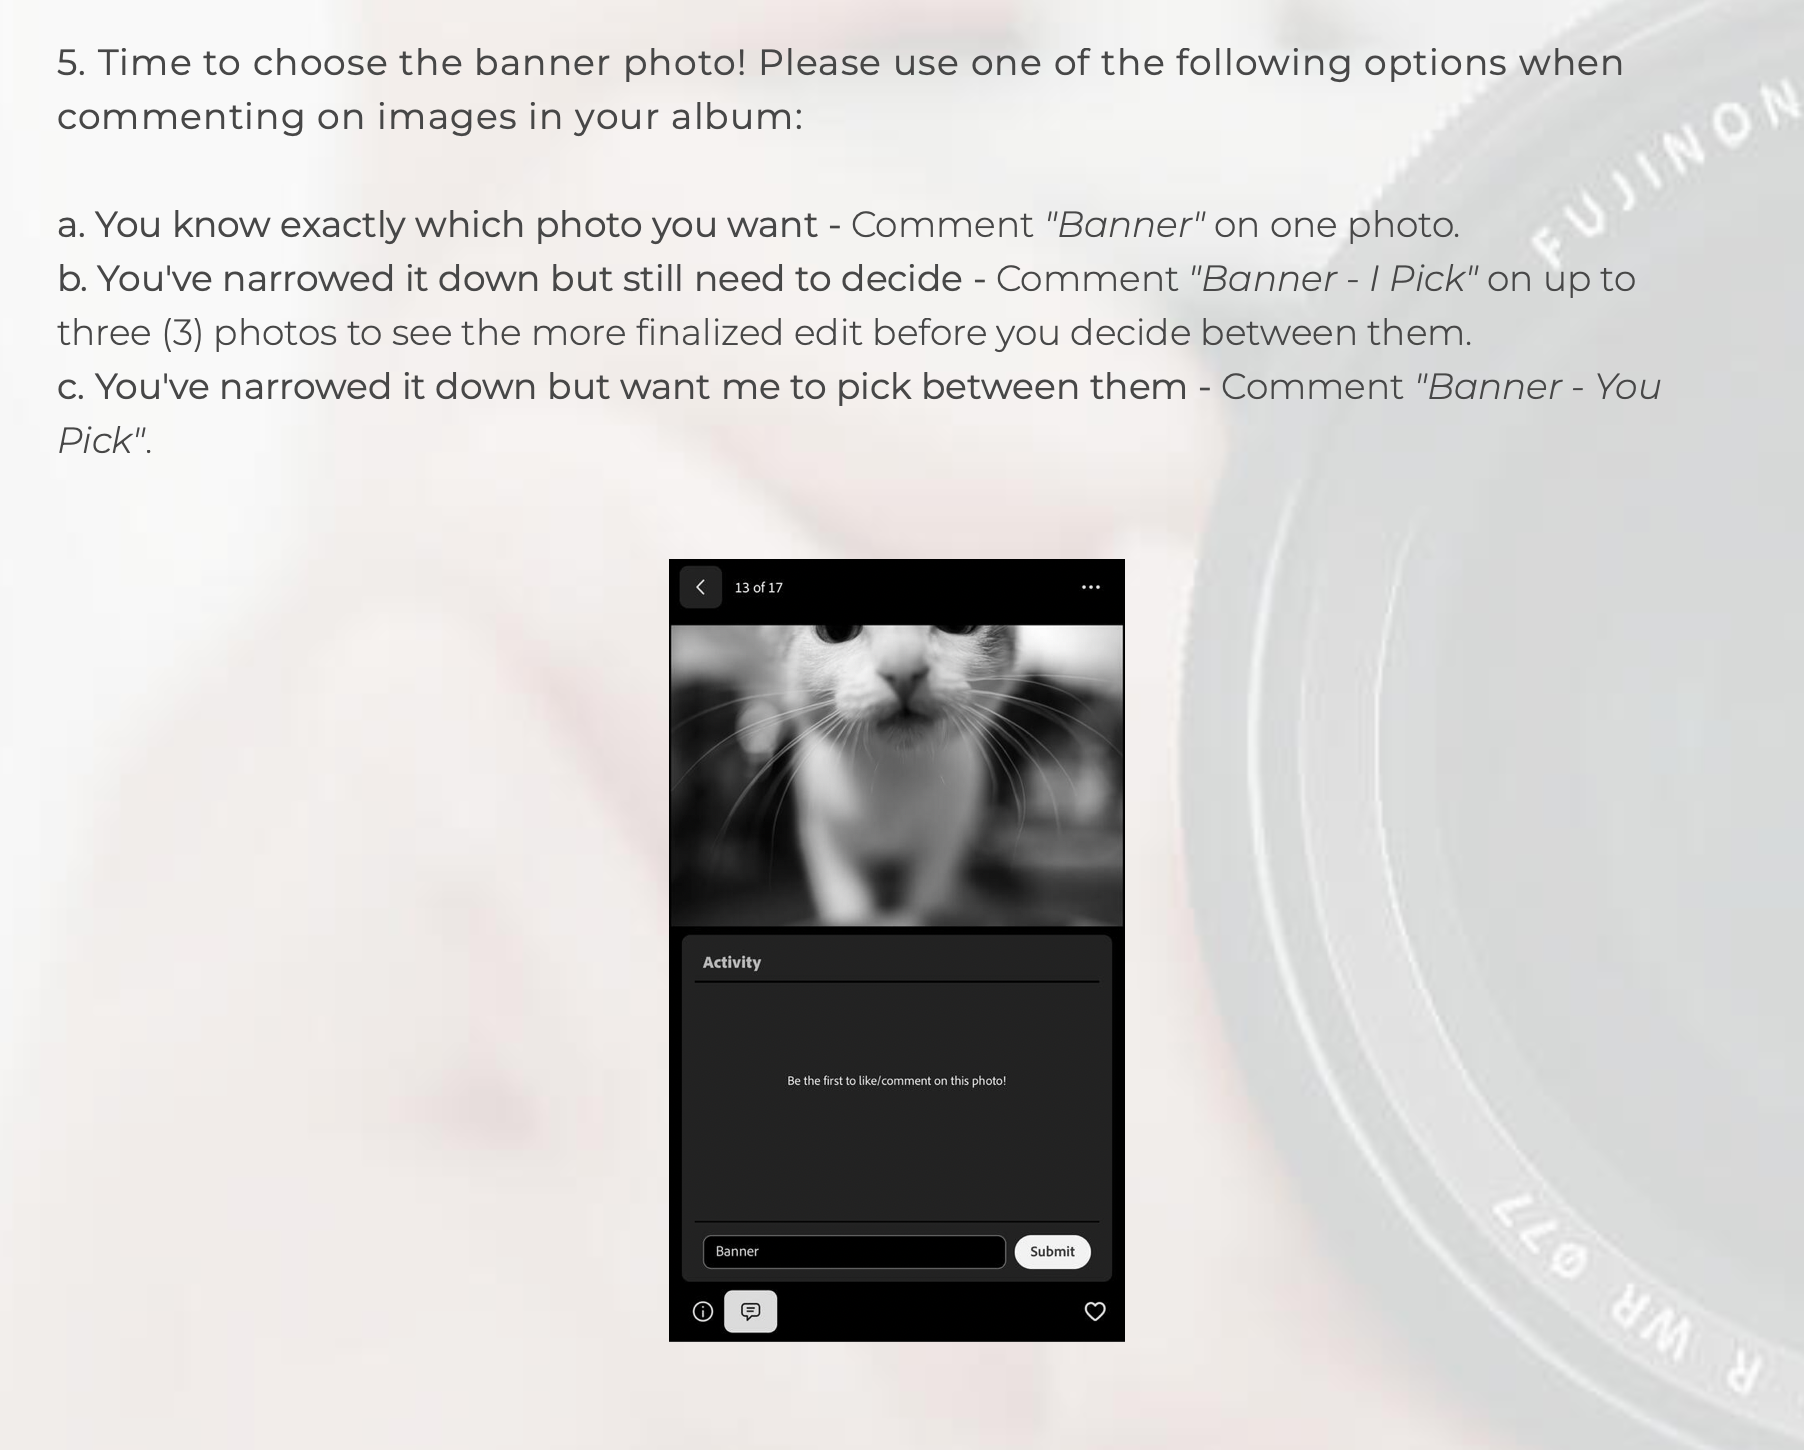 5. Time to choose the banner photo! Please use one of the following options when
commenting on images in your album:
a. You know exactly which photo you want - Comment "Banner" on one photo.
b. You've narrowed it down but still need to decide - Comment "Banner - I Pick" on up to
three (3) photos to see the more finalized edit before you decide between them.
c. You've narrowed it down but want me to pick between them - Comment "Banner - You
Pick".
FUJINON
13 of 17
Activity
Be the first to like/comment on this photo!
Banner
Submit
R WR Ø77